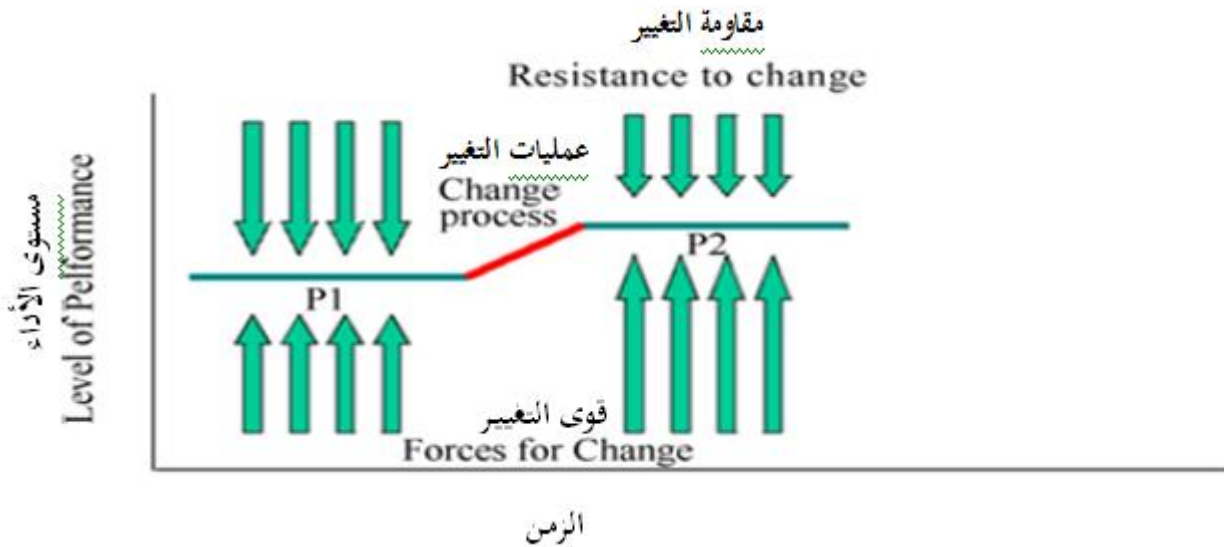 مقاومة التغيير
Resistance to change
عمليات التغيير
Change
process
مستوى الأداء
Level of Pelformance
P1
P2
قوى التغيير
Forces for Change
الزمن